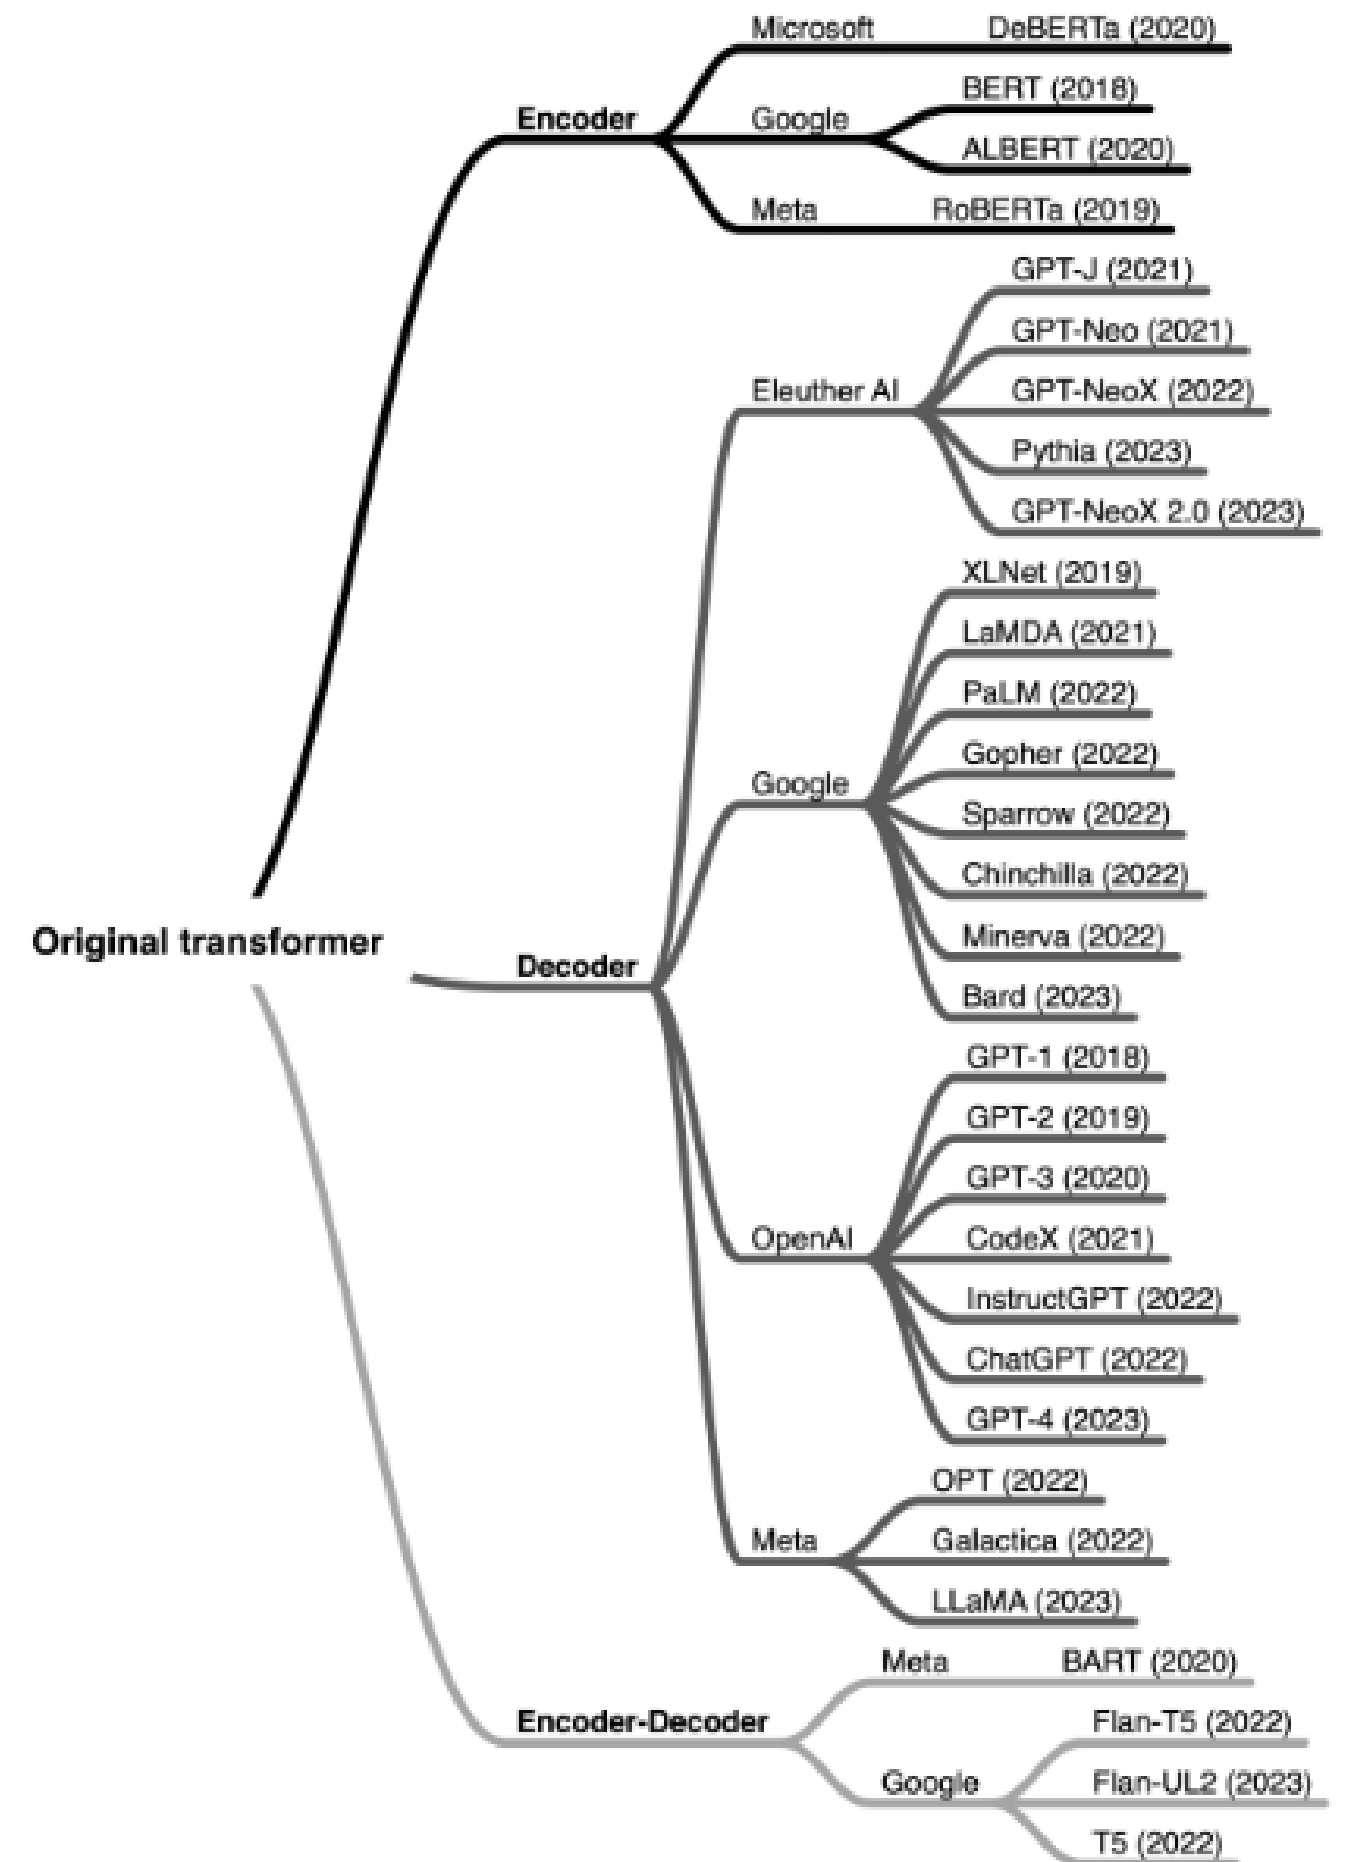 Microsoft DeBERTa (2020)
BERT (2018)
Encoder Google
ALBERT (2020)
Meta RoBERTa (2019)
GPT-J (2021)
GPT-Neo (2021)
Eleuther AI GPT-NeoX (2022)
Pythia (2023)
GPT-NeoX 2.0 (2023)
XLNet (2019)
LaMDA (2021)
PaLM (2022)
Gopher (2022)
Google
Sparrow (2022)
Chinchilla (2022)
Minerva (2022)
Original transformer
Decoder
Bard (2023)
GPT-1 (2018)
GPT-2 (2019)
GPT-3 (2020)
OpenAI CodeX (2021)
InstructGPT (2022)
ChatGPT (2022)
GPT-4 (2023)
OPT (2022)
Meta Galactica (2022)
LLaMA (2023)
Meta BART (2020)
Encoder-Decoder Flan-T5 (2022)
Google Flan-UL2 (2023)
T5 (2022)